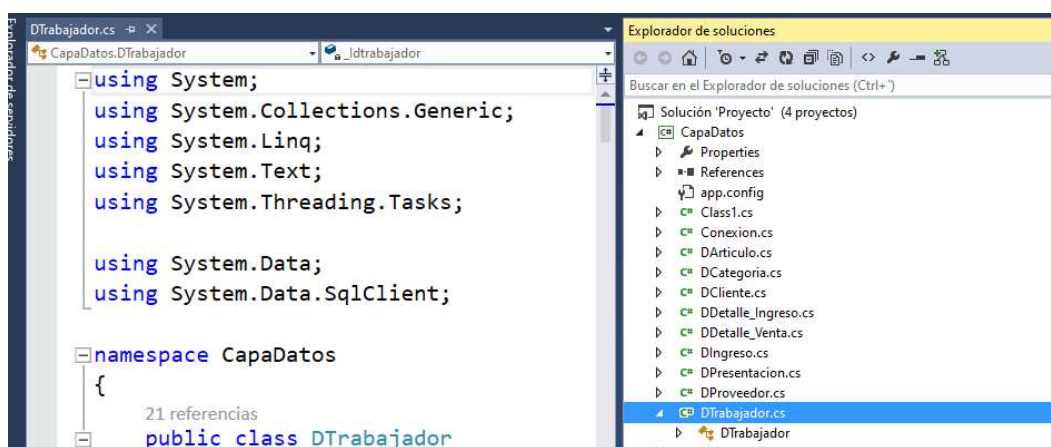 Explorador de servidores
DTrabajador.cs
CapaDatos.DTrabajador
_Idtrabajador
using System;
using System.Collections.Generic;
using System.Linq;
using System.Text;
using System.Threading.Tasks;
using System.Data;
using System.Data.SqlClient;
namespace CapaDatos
{
21 referencias
public class DTrabajador
Explorador de soluciones
Buscar en el Explorador de soluciones (Ctrl+¨)
Solución 'Proyecto' (4 proyectos)
C# CapaDatos
Properties
References
app.config
C# Class1.cs
C# Conexion.cs
C# DArticulo.cs
C# DCategoria.cs
C# DCliente.cs
C# DDetalle_Ingreso.cs
C# DDetalle_Venta.cs
C# DIngreso.cs
C# DPresentacion.cs
C# DProveedor.cs
C# DTrabajador.cs
DTrabajador